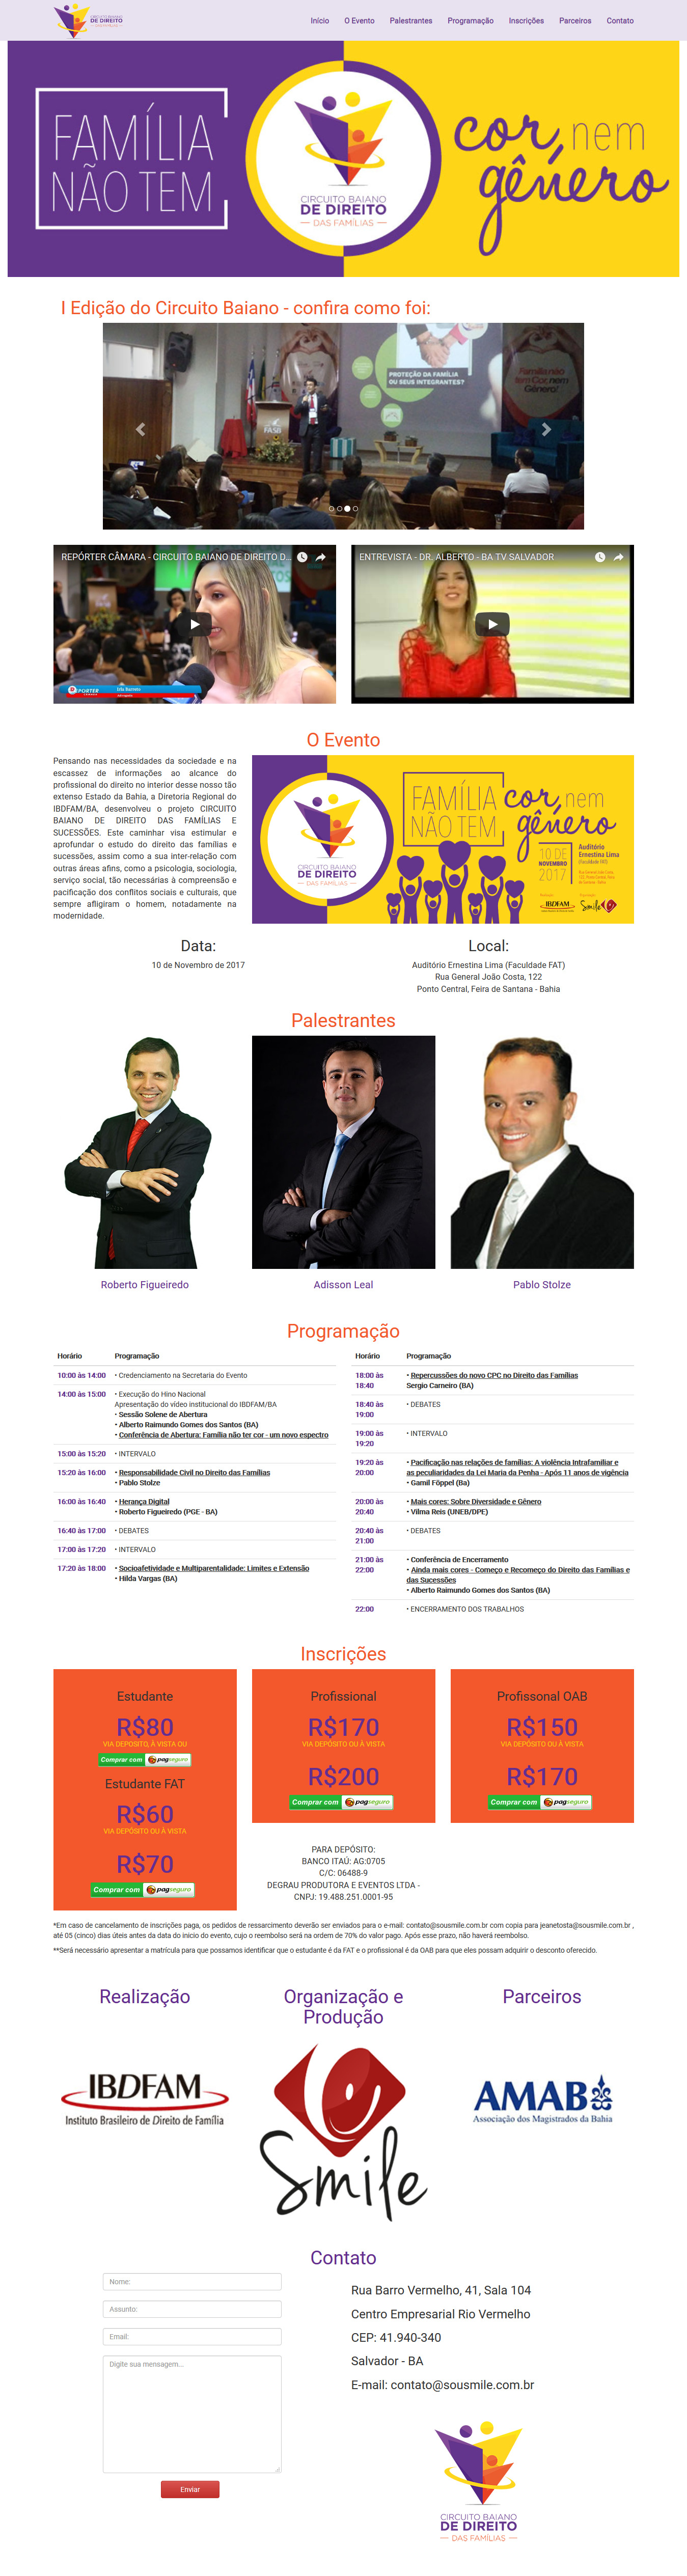 CIRCUITO BAIANO
DE DIREITO
Início
O Evento
Palestrantes
Programação
Inscrições
Parceiros
Contato
FAMÍLIA
NÃO TEM
CIRCUITO BAIANO
DE DIREITO
DAS FAMÍLIAS
cor, nem
gênero
I Edição do Circuito Baiano - confira como foi:
PROTEÇÃO DA FAMÍLIA
OU SEUS INTEGRANTES?
FASB
Família não
tem Cor, nem
Gênero!
REPÓRTER CÂMARA - CIRCUITO BAIANO DE DIREITO D...
ENTREVISTA - DR. ALBERTO - BA TV SALVADOR
O Evento
Pensando nas necessidades da sociedade e na
escassez de informações ao alcance do
profissional do direito no interior desse nosso tão
extenso Estado da Bahia, a Diretoria Regional do
IBDFAM/BA, desenvolveu o projeto CIRCUITO
BAIANO DE DIREITO DAS FAMÍLIAS E
SUCESSÕES. Este caminhar visa estimular e
aprofundar o estudo do direito das famílias e
sucessões, assim como a sua inter-relação com
outras áreas afins, como a psicologia, sociologia,
serviço social, tão necessárias à compreensão e
pacificação dos conflitos sociais e culturais, que
sempre afligiram o homem, notadamente na
modernidade.
CIRCUITO BAIANO
DE DIREITO
DAS FAMÍLIAS
FAMÍLIA
NÃO TEM
cor, nem
gênero
10 DE
NOVEMBRO
2017
Auditório
Ernestina Lima
(Faculdade FAT)
IBDFAM
Smile
Data:
10 de Novembro de 2017
Local:
Auditório Ernestina Lima (Faculdade FAT)
Rua General João Costa, 122
Ponto Central, Feira de Santana - Bahia
Palestrantes
Roberto Figueiredo
Adisson Leal
Pablo Stolze
Programação
Horário Programação
10:00 às 14:00 • Credenciamento na Secretaria do Evento
14:00 às 15:00 • Execução do Hino Nacional
Apresentação do vídeo institucional do IBDFAM/BA
• Sessão Solene de Abertura
• Alberto Raimundo Gomes dos Santos (BA)
• Conferência de Abertura: Família não ter cor - um novo espectro
15:00 às 15:20 • INTERVALO
15:20 às 16:00 • Responsabilidade Civil no Direito das Famílias
• Pablo Stolze
16:00 às 16:40 • Herança Digital
• Roberto Figueiredo (PGE - BA)
16:40 às 17:00 • DEBATES
17:00 às 17:20 • INTERVALO
17:20 às 18:00 • Socioafetividade e Multiparentalidade: Limites e Extensão
• Hilda Vargas (BA)
Horário Programação
18:00 às • Repercussões do novo CPC no Direito das Famílias
18:40 Sergio Carneiro (BA)
18:40 às • DEBATES
19:00
19:00 às • INTERVALO
19:20
19:20 às • Pacificação nas relações de famílias: A violência Intrafamiliar e
20:00 as peculiaridades da Lei Maria da Penha - Após 11 anos de vigência
• Gamil Föppel (Ba)
20:00 às • Mais cores: Sobre Diversidade e Gênero
20:40 • Vilma Reis (UNEB/DPE)
20:40 às • DEBATES
21:00
21:00 às • Conferência de Encerramento
22:00 • Ainda mais cores - Começo e Recomeço do Direito das Famílias e
das Sucessões
• Alberto Raimundo Gomes dos Santos (BA)
22:00 • ENCERRAMENTO DOS TRABALHOS
Inscrições
Estudante
R$80
VIA DEPOSITO, À VISTA OU
Comprar com pagseguro
Estudante FAT
R$60
VIA DEPÓSITO OU À VISTA
R$70
Comprar com pagseguro
Profissional
R$170
VIA DEPÓSITO OU À VISTA
R$200
Comprar com pagseguro
Profissonal OAB
R$150
VIA DEPÓSITO OU À VISTA
R$170
Comprar com pagseguro
PARA DEPÓSITO:
BANCO ITAÚ: AG:0705
C/C: 06488-9
DEGRAU PRODUTORA E EVENTOS LTDA -
CNPJ: 19.488.251.0001-95
*Em caso de cancelamento de inscrições paga, os pedidos de ressarcimento deverão ser enviados para o e-mail: contato@sousmile.com.br com copia para jeanetosta@sousmile.com.br ,
até 05 (cinco) dias úteis antes da data do inicio do evento, cujo o reembolso será na ordem de 70% do valor pago. Após esse prazo, não haverá reembolso.
**Será necessário apresentar a matrícula para que possamos identificar que o estudante é da FAT e o profissional é da OAB para que eles possam adquirir o desconto oferecido.
Realização
IBDFAM
Instituto Brasileiro de Direito de Família
Organização e
Produção
Smile
Parceiros
AMAB
Associação dos Magistrados da Bahia
Contato
Nome:
Assunto:
Email:
Digite sua mensagem...
Enviar
Rua Barro Vermelho, 41, Sala 104
Centro Empresarial Rio Vermelho
CEP: 41.940-340
Salvador - BA
E-mail: contato@sousmile.com.br
CIRCUITO BAIANO
DE DIREITO
DAS FAMÍLIAS